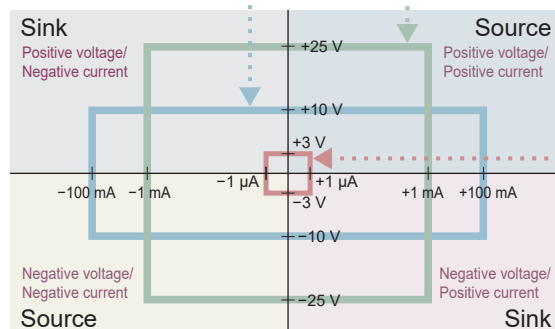 Sink
Source
Positive voltage/
Negative current
Positive voltage/
Positive current
+25 V
+10 V
+3 V
−100 mA
−1 mA
−1 µA
+1 µA
+1 mA
+100 mA
−3 V
−10 V
Negative voltage/
Negative current
Negative voltage/
Positive current
−25 V
Source
Sink